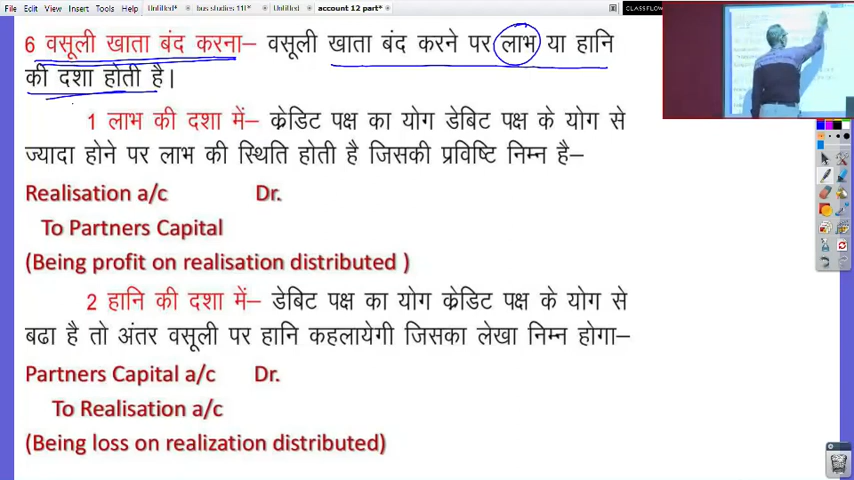 File Edit Insert Tools Help Untitled* bus studies 11!* Untitled account 12 part* CLASSFLOW
6 वसूली खाता बंद करना– वसूली खाता बंद करने पर लाभ या हानि
की दशा होती है।
1 लाभ की दशा में– क्रेडिट पक्ष का योग डेबिट पक्ष के योग से
ज्यादा होने पर लाभ की स्थिति होती है जिसकी प्रविष्टि निम्न है–
Realisation a/c Dr.
To Partners Capital
(Being profit on realisation distributed )
2 हानि की दशा में– डेबिट पक्ष का योग क्रेडिट पक्ष के योग से
बढा है तो अंतर वसूली पर हानि कहलायेगी जिसका लेखा निम्न होगा–
Partners Capital a/c Dr.
To Realisation a/c
(Being loss on realization distributed)